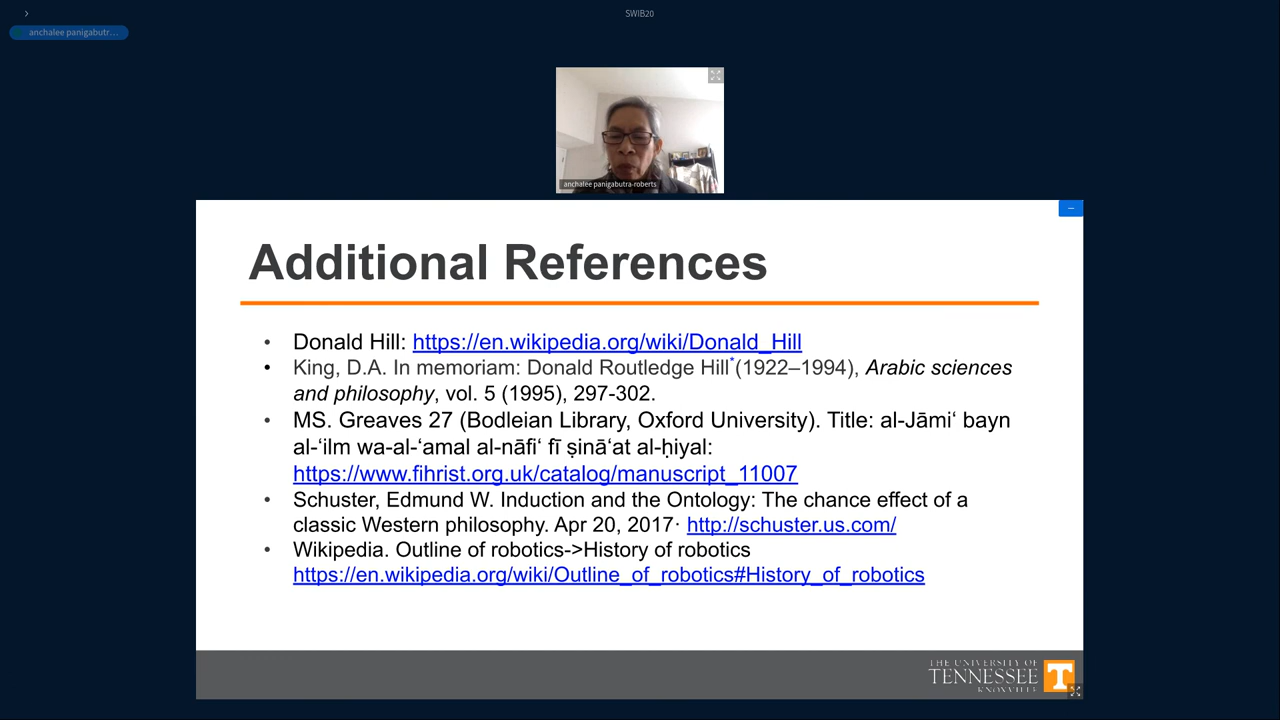 SWIB20
anchalee panigabutr...
anchalee panigabutra-roberts
Additional References
• Donald Hill: https://en.wikipedia.org/wiki/Donald_Hill
• King, D.A. In memoriam: Donald Routledge Hill*(1922–1994), Arabic sciences
and philosophy, vol. 5 (1995), 297-302.
• MS. Greaves 27 (Bodleian Library, Oxford University). Title: al-Jāmiʻ bayn
al-ʻilm wa-al-ʻamal al-nāfiʻ fī ṣināʻat al-ḥiyal:
https://www.fihrist.org.uk/catalog/manuscript_11007
• Schuster, Edmund W. Induction and the Ontology: The chance effect of a
classic Western philosophy. Apr 20, 2017· http://schuster.us.com/
• Wikipedia. Outline of robotics->History of robotics
https://en.wikipedia.org/wiki/Outline_of_robotics#History_of_robotics
THE UNIVERSITY OF
TENNESSEE
KNOXVILLE
T